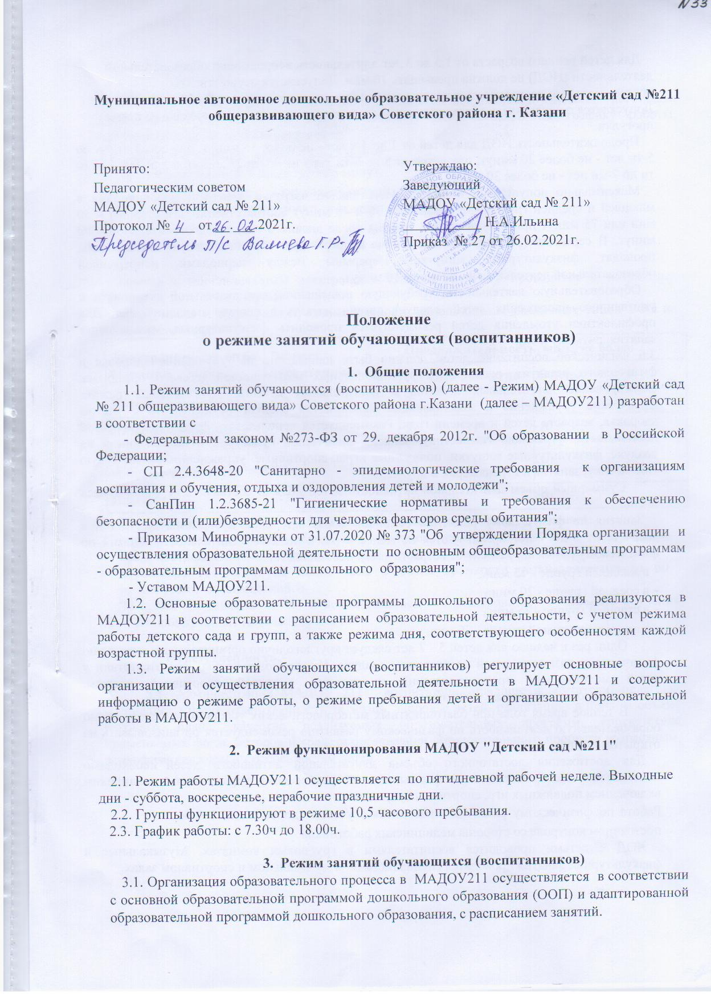 N33
Муниципальное автономное дошкольное образовательное учреждение «Детский сад №211
общеразвивающего вида» Советского района г. Казани
Принято:
Педагогическим советом
МАДОУ «Детский сад № 211»
Протокол № 4 от 26.02.2021г.
Председатель П/с Валиева Г.Р.
Утверждаю:
Заведующий
МАДОУ «Детский сад № 211»
Н.А.Ильина
Приказ № 27 от 26.02.2021г.
Положение
о режиме занятий обучающихся (воспитанников)
1. Общие положения
1.1. Режим занятий обучающихся (воспитанников) (далее - Режим) МАДОУ «Детский сад
№ 211 общеразвивающего вида» Советского района г.Казани (далее – МАДОУ211) разработан
в соответствии с
- Федеральным законом №273-ФЗ от 29. декабря 2012г. "Об образовании в Российской
Федерации;
- СП 2.4.3648-20 "Санитарно - эпидемиологические требования к организациям
воспитания и обучения, отдыха и оздоровления детей и молодежи";
- СанПин 1.2.3685-21 "Гигиенические нормативы и требования к обеспечению
безопасности и (или)безвредности для человека факторов среды обитания";
- Приказом Минобрнауки от 31.07.2020 № 373 "Об утверждении Порядка организации и
осуществления образовательной деятельности по основным общеобразовательным программам
- образовательным программам дошкольного образования";
- Уставом МАДОУ211.
1.2. Основные образовательные программы дошкольного образования реализуются в
МАДОУ211 в соответствии с расписанием образовательной деятельности, с учетом режима
работы детского сада и групп, а также режима дня, соответствующего особенностям каждой
возрастной группы.
1.3. Режим занятий обучающихся (воспитанников) регулирует основные вопросы
организации и осуществления образовательной деятельности в МАДОУ211 и содержит
информацию о режиме работы, о режиме пребывания детей и организации образовательной
работы в МАДОУ211.
2. Режим функционирования МАДОУ "Детский сад №211"
2.1. Режим работы МАДОУ211 осуществляется по пятидневной рабочей неделе. Выходные
дни - суббота, воскресенье, нерабочие праздничные дни.
2.2. Группы функционируют в режиме 10,5 часового пребывания.
2.3. График работы: с 7.30ч до 18.00ч.
3. Режим занятий обучающихся (воспитанников)
3.1. Организация образовательного процесса в МАДОУ211 осуществляется в соответствии
с основной образовательной программой дошкольного образования (ООП) и адаптированной
образовательной программой дошкольного образования, с расписанием занятий.